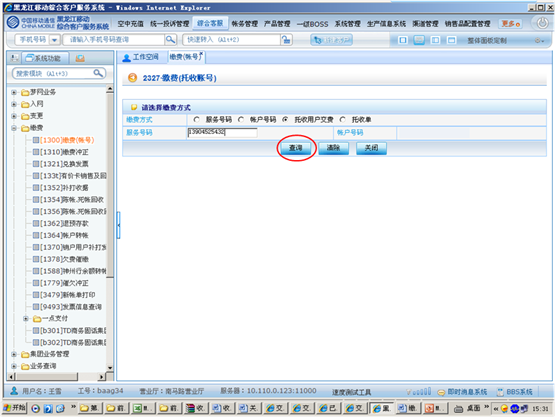 黑龙江移动综合客户服务系统 - Windows Internet Explorer
中国移动通信
CHINA MOBILE
黑龙江移动
综合客户服务系统
空中充值 统一投诉管理 综合客服 帐务管理 产品管理 一级BOSS 系统管理 生产信息系统 渠道管理 销售品配置管理 更多
手机号码 请输入手机号码查询 快速转入 (Alt+2) 整体面板定制
系统功能 工作空间 缴费(帐号)
搜索模块 (Alt+3)
2327·缴费(托收账号)
梦网业务
入网
变更
缴费
[1300]缴费(帐号)
[1310]缴费冲正
[1321]兑换发票
[133t]有价卡销售及回
[1352]补打收据
[1354]陈帐、死帐回收
[1356]陈帐、死帐回收
[1362]退预存款
[1364]帐户转帐
[1370]销户用户补打发
[1378]欠费催缴
[1588]神州行余额转帐
[1779]催欠冲正
[3479]新帐单打印
[9493]发票信息查询
一点支付
[b301]TD商务固话集团
[b302]TD商务固话集团
集团业务管理
业务查询
请选择缴费方式
缴费方式 服务号码 帐户号码 托收用户交费 托收单
服务号码 13904525432 帐户号码
查询 清除 关闭
用户名：王雪 工号：baag34 营业厅：南马路营业厅 服务器：10.110.0.123:11000 速度测试工具 即时消息系统 BBS系统
开始 桌面 15:31